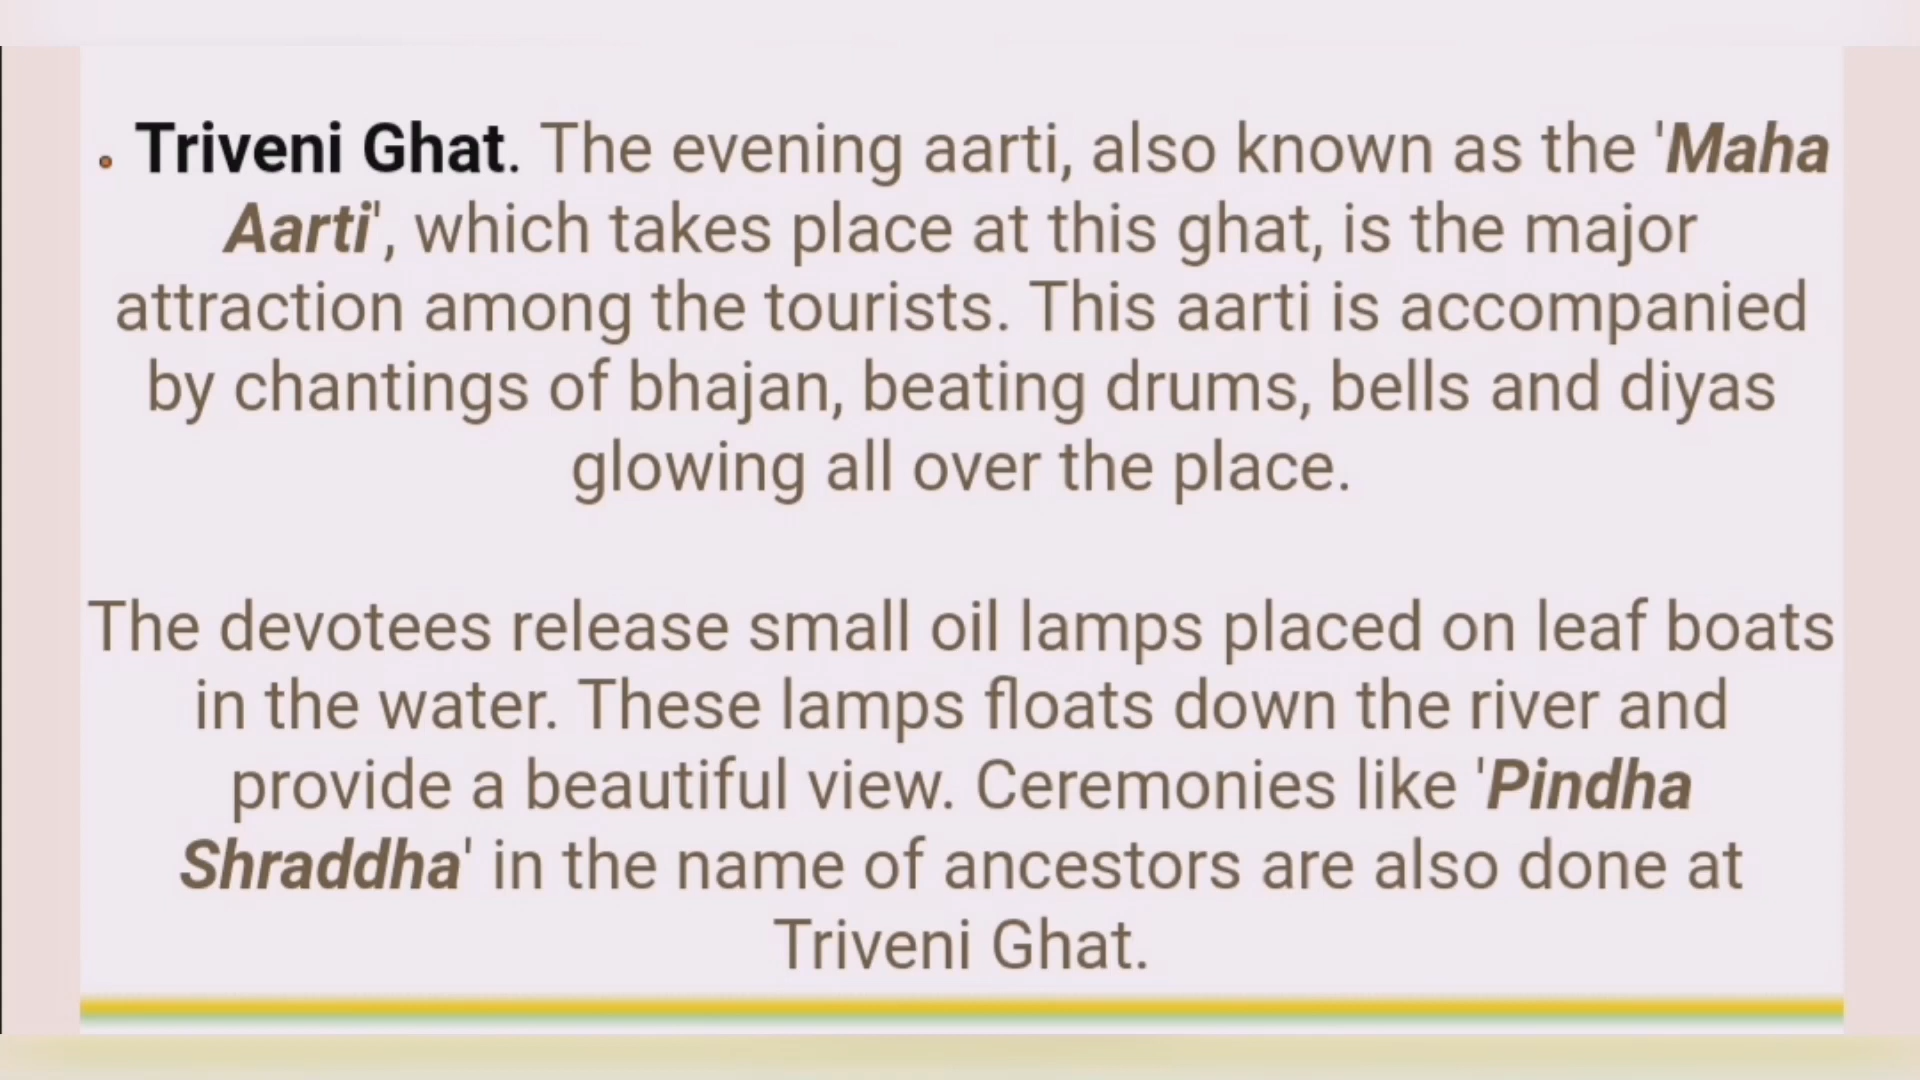 • Triveni Ghat. The evening aarti, also known as the 'Maha
Aarti', which takes place at this ghat, is the major
attraction among the tourists. This aarti is accompanied
by chantings of bhajan, beating drums, bells and diyas
glowing all over the place.
The devotees release small oil lamps placed on leaf boats
in the water. These lamps floats down the river and
provide a beautiful view. Ceremonies like 'Pindha
Shraddha' in the name of ancestors are also done at
Triveni Ghat.